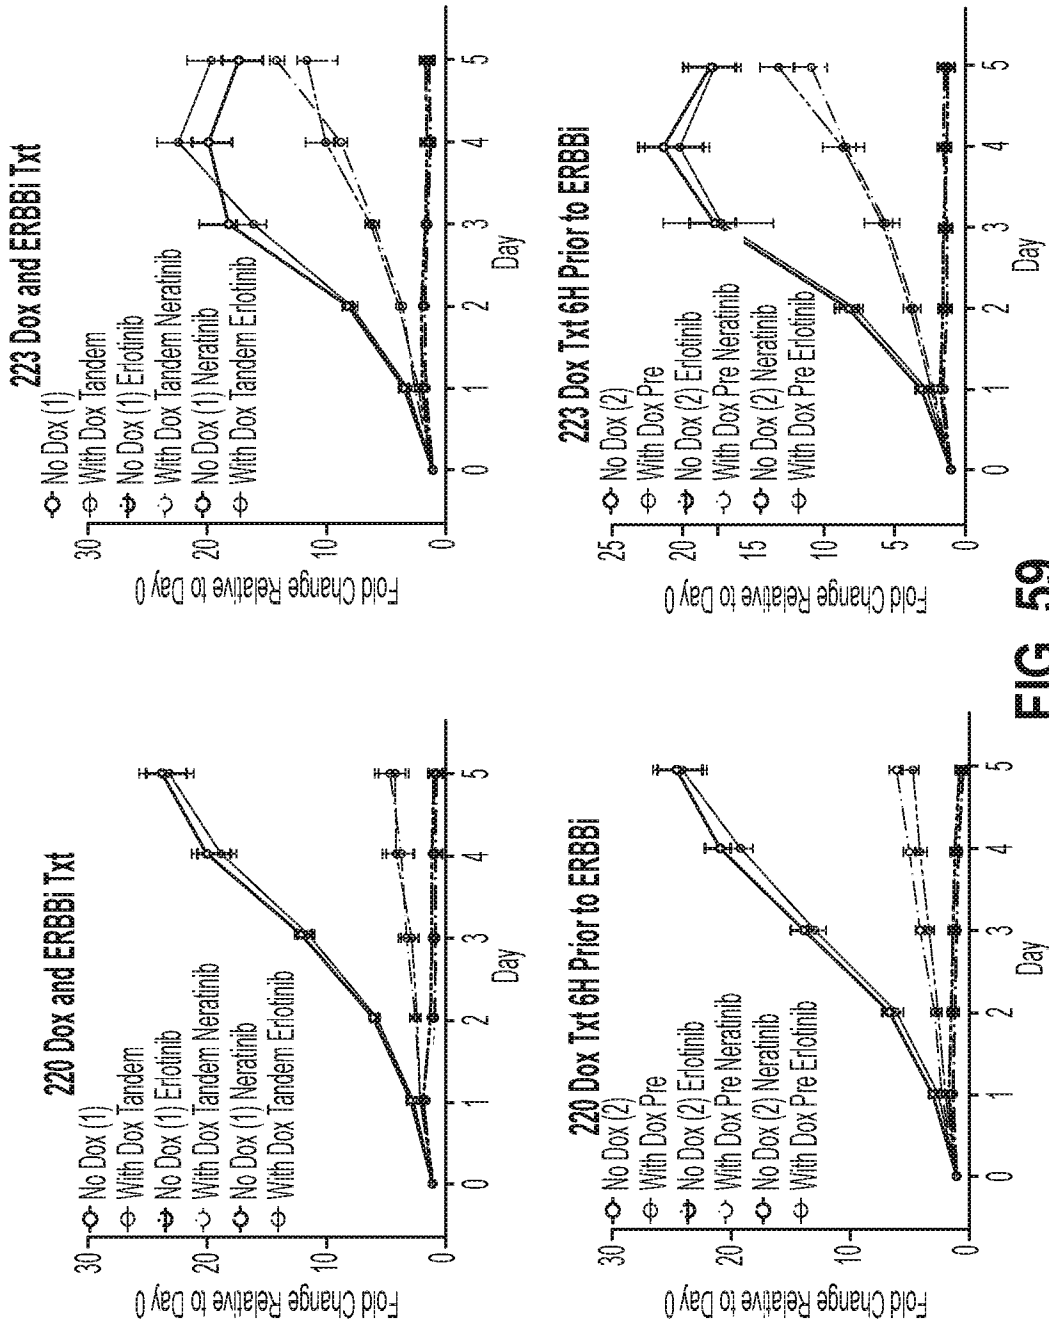 220 Dox and ERBBi Txt
No Dox (1)
With Dox Tandem
No Dox (1) Erlotinib
With Dox Tandem Neratinib
No Dox (1) Neratinib
With Dox Tandem Erlotinib
Fold Change Relative to Day 0
30
20
10
0
0 1 2 3 4 5
Day
223 Dox and ERBBi Txt
No Dox (1)
With Dox Tandem
No Dox (1) Erlotinib
With Dox Tandem Neratinib
No Dox (1) Neratinib
With Dox Tandem Erlotinib
Fold Change Relative to Day 0
30
20
10
0
0 1 2 3 4 5
Day
220 Dox Txt 6H Prior to ERBBi
No Dox (2)
With Dox Pre
No Dox (2) Erlotinib
With Dox Pre Neratinib
No Dox (2) Neratinib
With Dox Pre Erlotinib
Fold Change Relative to Day 0
30
20
10
0
0 1 2 3 4 5
Day
223 Dox Txt 6H Prior to ERBBi
No Dox (2)
With Dox Pre
No Dox (2) Erlotinib
With Dox Pre Neratinib
No Dox (2) Neratinib
With Dox Pre Erlotinib
Fold Change Relative to Day 0
25
20
15
10
5
0
0 1 2 3 4 5
Day
FIG. 59